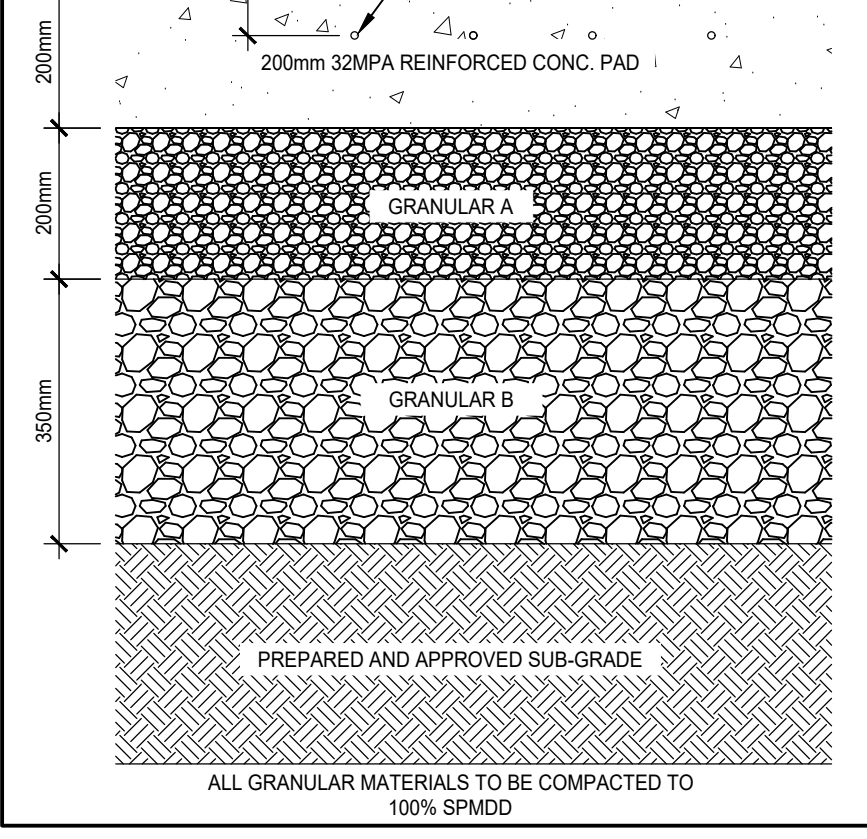 200mm
200mm 32MPA REINFORCED CONC. PAD
200mm
GRANULAR A
350mm
GRANULAR B
PREPARED AND APPROVED SUB-GRADE
ALL GRANULAR MATERIALS TO BE COMPACTED TO
100% SPMDD